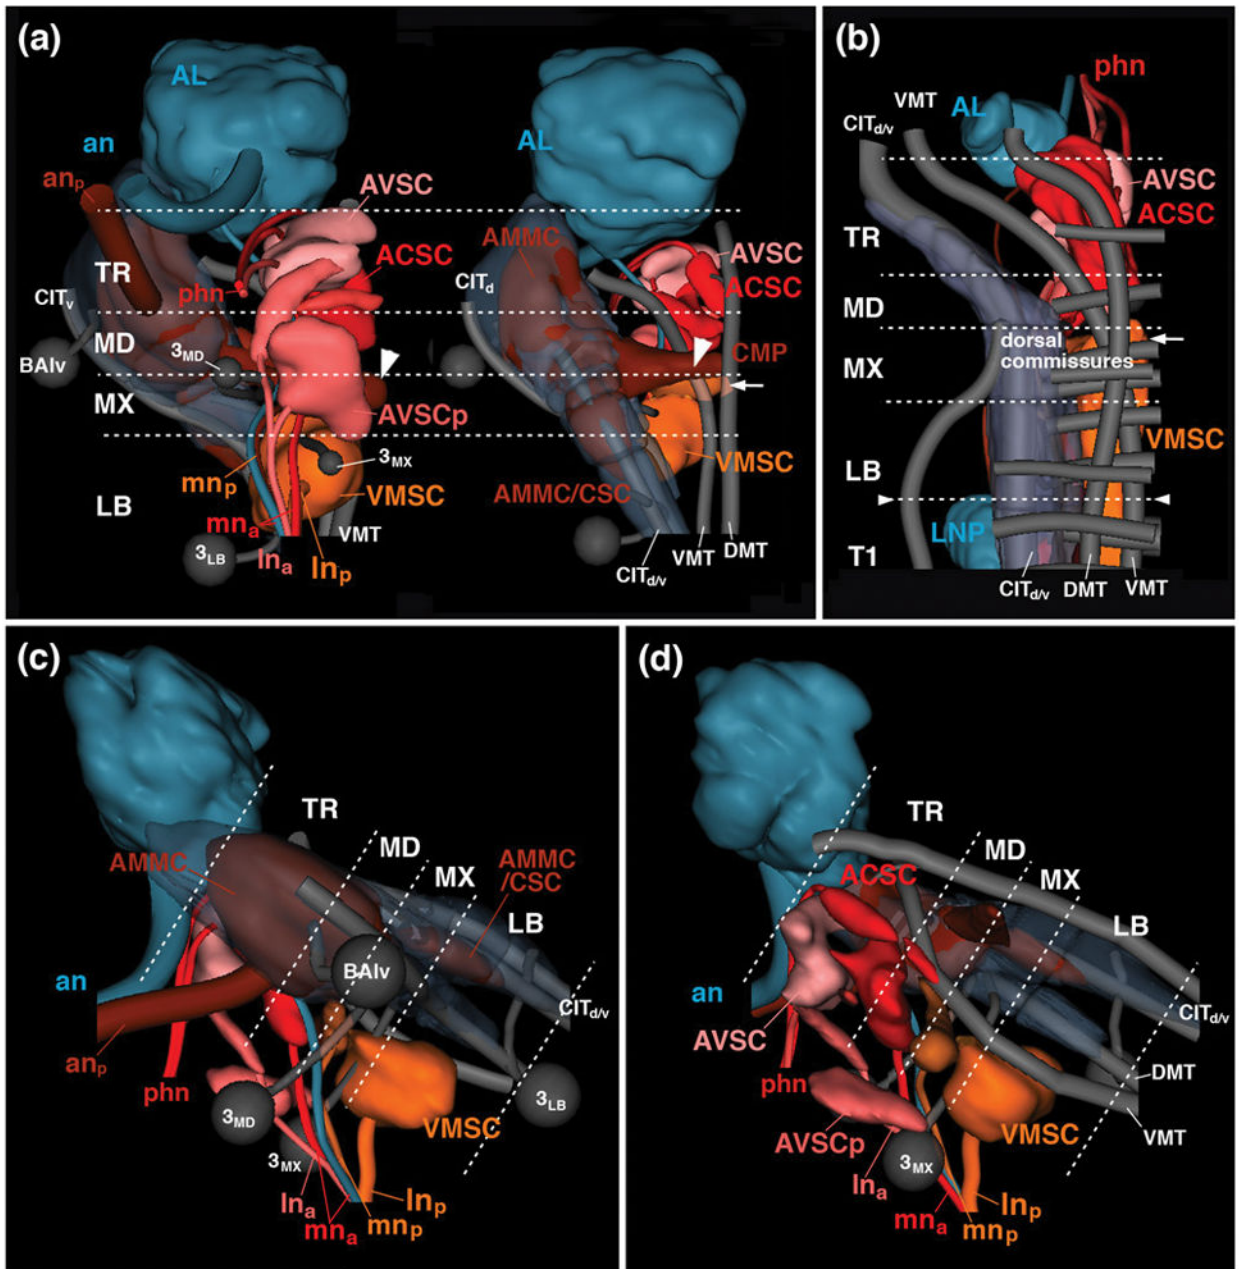 (a)
AL
an
anp
AVSC
TR
ACSC
phn
CITv
MD
3MD
BAlv
MX
AVSCp
mnp
3MX
VMSC
LB
mna
VMT
3LB
lna
lnp
AL
AMMC
AVSC
CITd
ACSC
CMP
VMSC
AMMC/CSC
VMT
DMT
CITd/v
(b)
phn
VMT
AL
CITd/v
AVSC
ACSC
TR
MD
dorsal
commissures
MX
VMSC
LB
LNP
T1
CITd/v
DMT
VMT
(c)
TR
MD
AMMC
AMMC
/CSC
MX
LB
BAlv
an
CITd/v
anp
phn
3MD
3LB
VMSC
3MX
lna
lnp
mna
mnp
(d)
TR
MD
ACSC
MX
LB
an
CITd/v
AVSC
DMT
phn
VMSC
VMT
AVSCp
3MX
lna
lnp
mna
mnp